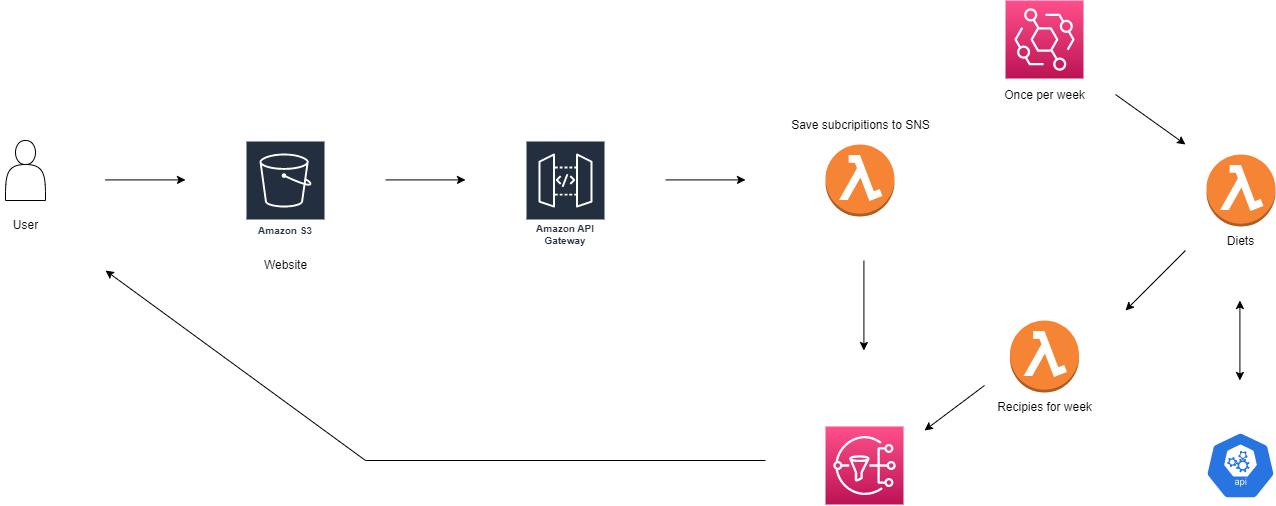 Once per week
Save subcripitions to SNS
</>
User
Amazon S3
Amazon API
Gateway
Diets
Website
Recipies for week
api